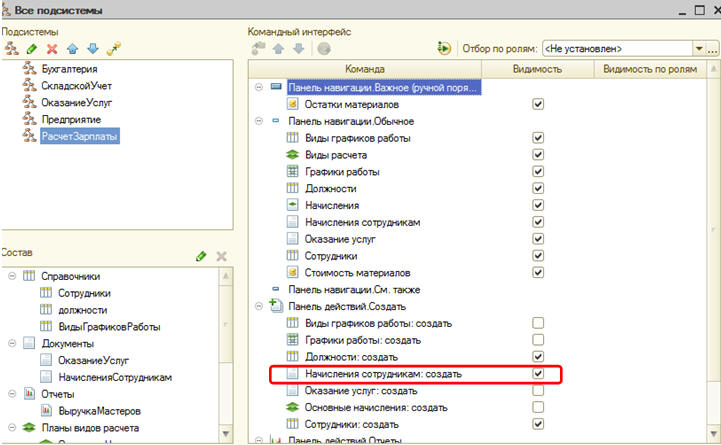 Все подсистемы
Подсистемы
Командный интерфейс
Отбор по ролям: <Не установлен>
Бухгалтерия
СкладскойУчет
ОказаниеУслуг
Предприятие
РасчетЗарплаты
Команда Видимость Видимость по ролям
Панель навигации.Важное (ручной поря...
Остатки материалов
Панель навигации.Обычное
Виды графиков работы
Виды расчета
Графики работы
Должности
Начисления
Начисления сотрудникам
Оказание услуг
Сотрудники
Стоимость материалов
Панель навигации.См. также
Панель действий.Создать
Виды графиков работы: создать
Графики работы: создать
Должности: создать
Начисления сотрудникам: создать
Оказание услуг: создать
Основные начисления: создать
Сотрудники: создать
Панель действий.Отчеты
Состав
Справочники
Сотрудники
должности
ВидыГрафиковРаботы
Документы
ОказаниеУслуг
НачисленияСотрудникам
Отчеты
ВыручкаМастеров
Планы видов расчета